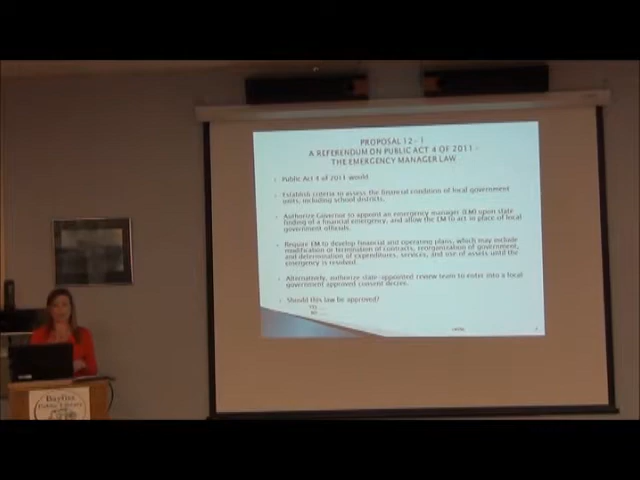 PROPOSAL 12 - 1
A REFERENDUM ON PUBLIC ACT 4 OF 2011 -
THE EMERGENCY MANAGER LAW
Public Act 4 of 2011 would
Establish criteria to assess the financial condition of local government
units, including school districts.
Authorize Governor to appoint an emergency manager (EM) upon state
finding of a financial emergency, and allow the EM to act in place of local
government officials.
Require EM to develop financial and operating plans, which may include
modification or termination of contracts, reorganization of government,
and determination of expenditures, services, and use of assets until the
emergency is resolved.
Alternatively, authorize state-appointed review team to enter into a local
government approved consent decree.
Should this law be approved?
YES
NO
Public Library